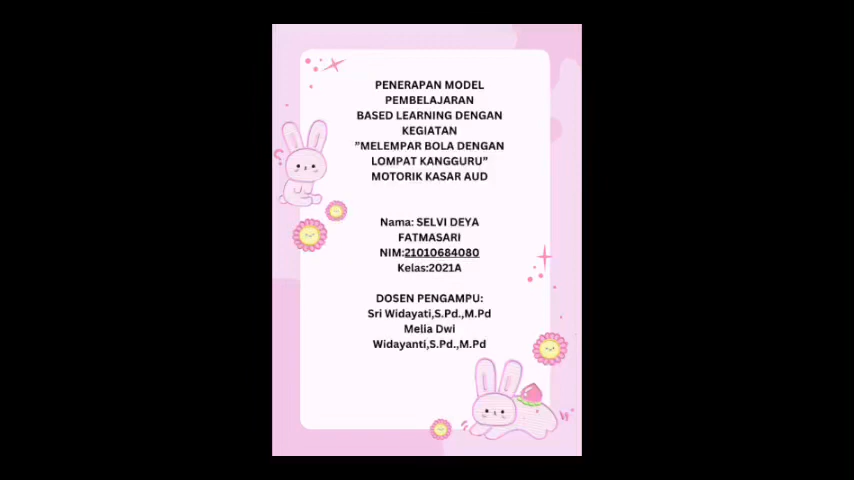 PENERAPAN MODEL
PEMBELAJARAN
BASED LEARNING DENGAN
KEGIATAN
"MELEMPAR BOLA DENGAN
LOMPAT KANGGURU"
MOTORIK KASAR AUD
Nama: SELVI DEYA
FATMASARI
NIM:21010684080
Kelas:2021A
DOSEN PENGAMPU:
Sri Widayati,S.Pd.,M.Pd
Melia Dwi
Widayanti,S.Pd.,M.Pd